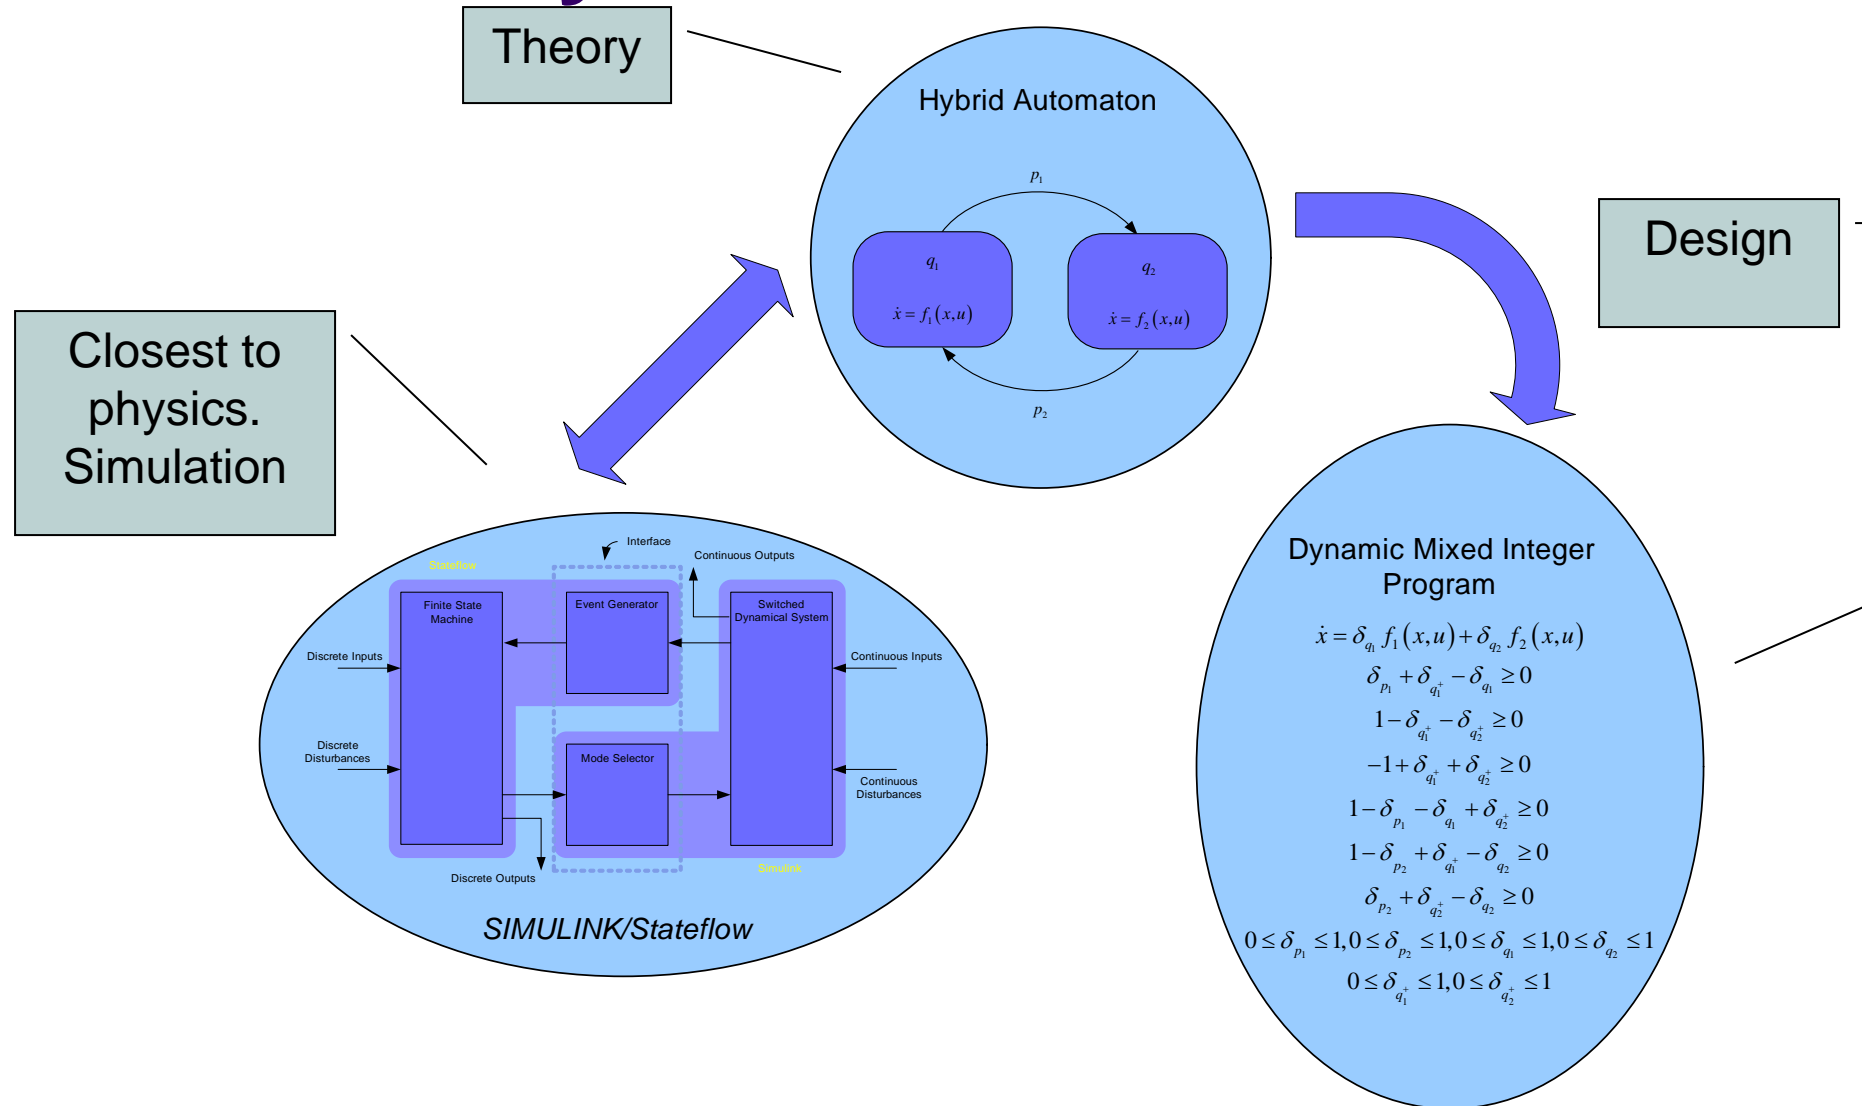 Theory
Hybrid Automaton
p₁
q₁
ẋ = f₁(x,u)
q₂
ẋ = f₂(x,u)
p₂
Design
Closest to
physics.
Simulation
Interface
Continuous Outputs
Stateflow
Finite State
Machine
Event Generator
Switched
Dynamical System
Discrete Inputs
Continuous Inputs
Discrete
Disturbances
Mode Selector
Continuous
Disturbances
Discrete Outputs
Simulink
SIMULINK/Stateflow
Dynamic Mixed Integer
Program
ẋ = δ_{q₁} f₁(x,u) + δ_{q₂} f₂(x,u)
δ_{p₁} + δ_{q₁⁺} − δ_{q₁} ≥ 0
1 − δ_{q₁⁺} − δ_{q₂⁺} ≥ 0
−1 + δ_{q₁⁺} + δ_{q₂⁺} ≥ 0
1 − δ_{p₁} − δ_{q₁} + δ_{q₂⁺} ≥ 0
1 − δ_{p₂} + δ_{q₁⁺} − δ_{q₂} ≥ 0
δ_{p₂} + δ_{q₂⁺} − δ_{q₂} ≥ 0
0 ≤ δ_{p₁} ≤ 1, 0 ≤ δ_{p₂} ≤ 1, 0 ≤ δ_{q₁} ≤ 1, 0 ≤ δ_{q₂} ≤ 1
0 ≤ δ_{q₁⁺} ≤ 1, 0 ≤ δ_{q₂⁺} ≤ 1